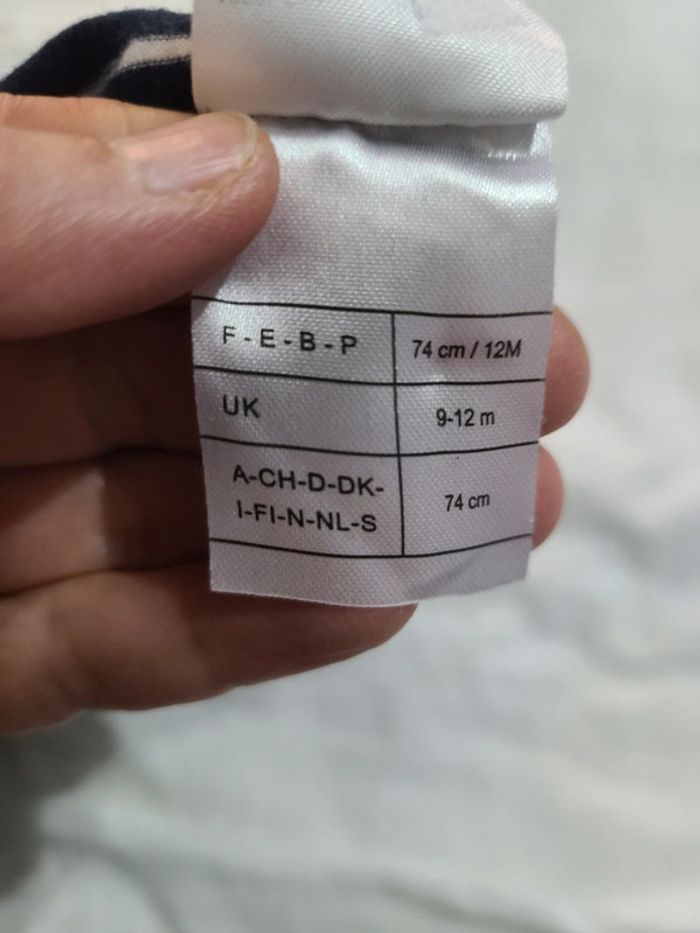 F - E - B - P 74 cm / 12M
UK 9-12 m
A-CH-D-DK-
I-FI-N-NL-S 74 cm